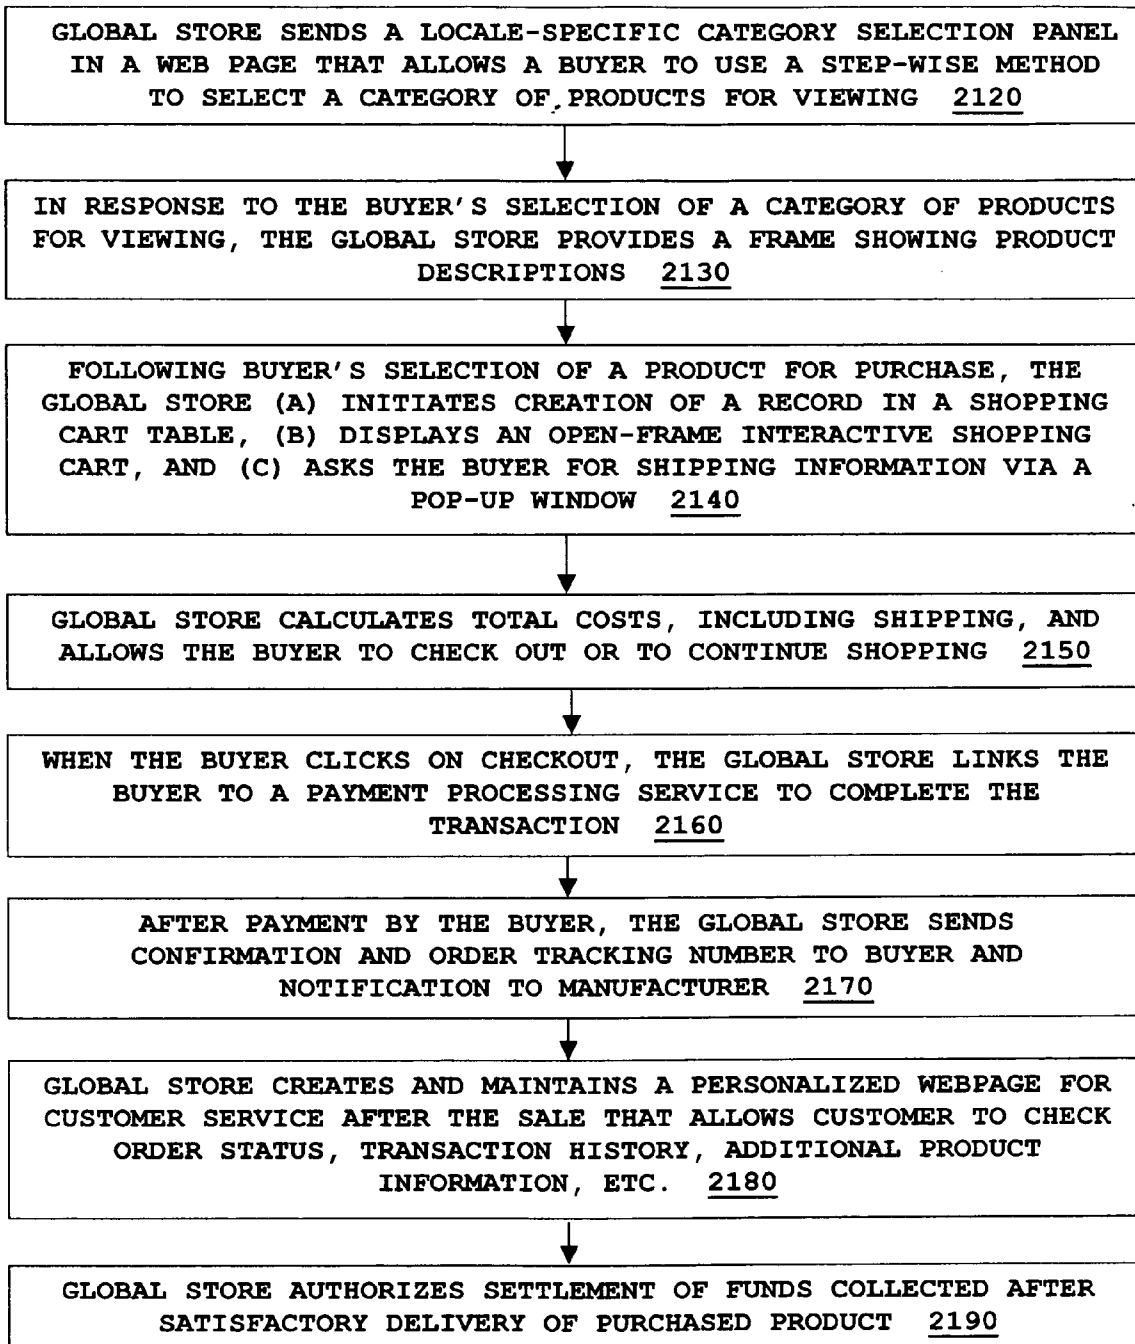 GLOBAL STORE SENDS A LOCALE-SPECIFIC CATEGORY SELECTION PANEL
IN A WEB PAGE THAT ALLOWS A BUYER TO USE A STEP-WISE METHOD
TO SELECT A CATEGORY OF PRODUCTS FOR VIEWING 2120
IN RESPONSE TO THE BUYER'S SELECTION OF A CATEGORY OF PRODUCTS
FOR VIEWING, THE GLOBAL STORE PROVIDES A FRAME SHOWING PRODUCT
DESCRIPTIONS 2130
FOLLOWING BUYER'S SELECTION OF A PRODUCT FOR PURCHASE, THE
GLOBAL STORE (A) INITIATES CREATION OF A RECORD IN A SHOPPING
CART TABLE, (B) DISPLAYS AN OPEN-FRAME INTERACTIVE SHOPPING
CART, AND (C) ASKS THE BUYER FOR SHIPPING INFORMATION VIA A
POP-UP WINDOW 2140
GLOBAL STORE CALCULATES TOTAL COSTS, INCLUDING SHIPPING, AND
ALLOWS THE BUYER TO CHECK OUT OR TO CONTINUE SHOPPING 2150
WHEN THE BUYER CLICKS ON CHECKOUT, THE GLOBAL STORE LINKS THE
BUYER TO A PAYMENT PROCESSING SERVICE TO COMPLETE THE
TRANSACTION 2160
AFTER PAYMENT BY THE BUYER, THE GLOBAL STORE SENDS
CONFIRMATION AND ORDER TRACKING NUMBER TO BUYER AND
NOTIFICATION TO MANUFACTURER 2170
GLOBAL STORE CREATES AND MAINTAINS A PERSONALIZED WEBPAGE FOR
CUSTOMER SERVICE AFTER THE SALE THAT ALLOWS CUSTOMER TO CHECK
ORDER STATUS, TRANSACTION HISTORY, ADDITIONAL PRODUCT
INFORMATION, ETC. 2180
GLOBAL STORE AUTHORIZES SETTLEMENT OF FUNDS COLLECTED AFTER
SATISFACTORY DELIVERY OF PURCHASED PRODUCT 2190